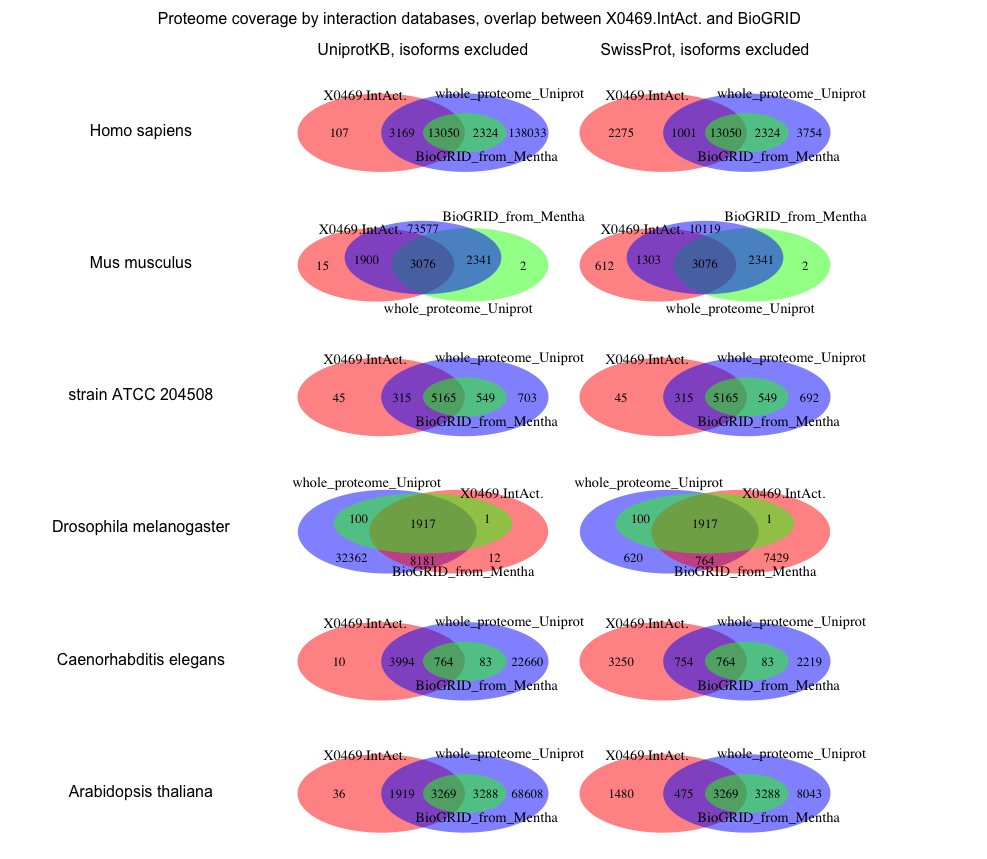 Proteome coverage by interaction databases, overlap between X0469.IntAct. and BioGRID
UniprotKB, isoforms excluded
SwissProt, isoforms excluded
Homo sapiens
X0469.IntAct.
whole_proteome_Uniprot
107
3169
13050
2324
138033
BioGRID_from_Mentha
X0469.IntAct.
whole_proteome_Uniprot
2275
1001
13050
2324
3754
BioGRID_from_Mentha
Mus musculus
BioGRID_from_Mentha
X0469.IntAct.
73577
15
1900
3076
2341
2
whole_proteome_Uniprot
BioGRID_from_Mentha
X0469.IntAct.
10119
612
1303
3076
2341
2
whole_proteome_Uniprot
strain ATCC 204508
X0469.IntAct.
whole_proteome_Uniprot
45
315
5165
549
703
BioGRID_from_Mentha
X0469.IntAct.
whole_proteome_Uniprot
45
315
5165
549
692
BioGRID_from_Mentha
Drosophila melanogaster
whole_proteome_Uniprot
X0469.IntAct.
100
1917
1
32362
8181
12
BioGRID_from_Mentha
whole_proteome_Uniprot
X0469.IntAct.
100
1917
1
620
764
7429
BioGRID_from_Mentha
Caenorhabditis elegans
X0469.IntAct.
whole_proteome_Uniprot
10
3994
764
83
22660
BioGRID_from_Mentha
X0469.IntAct.
whole_proteome_Uniprot
3250
754
764
83
2219
BioGRID_from_Mentha
Arabidopsis thaliana
X0469.IntAct.
whole_proteome_Uniprot
36
1919
3269
3288
68608
BioGRID_from_Mentha
X0469.IntAct.
whole_proteome_Uniprot
1480
475
3269
3288
8043
BioGRID_from_Mentha